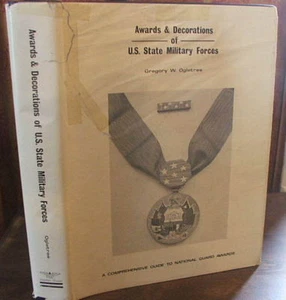 Awards & Decorations
of
U.S. State Military Forces
Gregory W. Ogletree
A COMPREHENSIVE GUIDE TO NATIONAL GUARD AWARDS
Awards & Decorations of U.S. State Military Forces
Ogletree